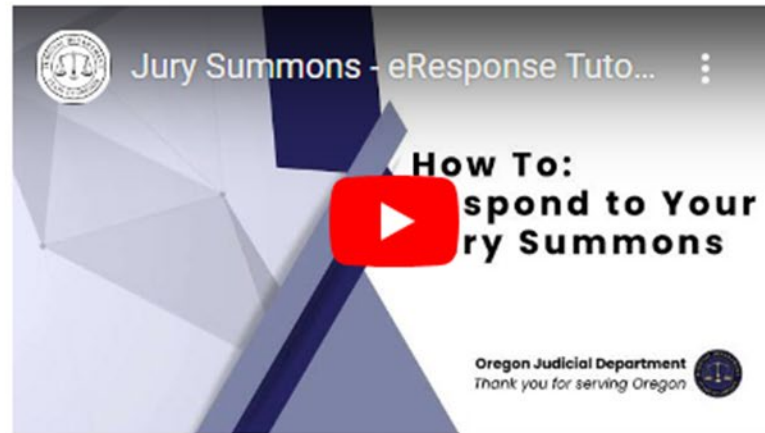 Jury Summons - eResponse Tuto...
How To:
spond to Your
ry Summons
Oregon Judicial Department
Thank you for serving Oregon